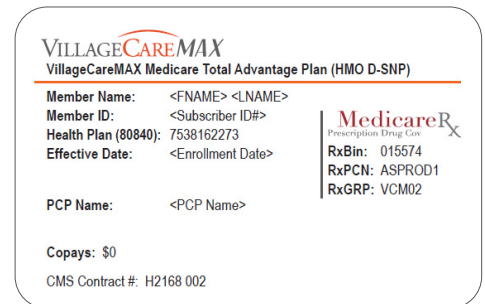 VILLAGECAREMAX
VillageCareMAX Medicare Total Advantage Plan (HMO D-SNP)
Member Name: <FNAME> <LNAME>
Member ID: <Subscriber ID#>
Health Plan (80840): 7538162273
Effective Date: <Enrollment Date>
PCP Name: <PCP Name>
Copays: $0
CMS Contract #: H2168 002
MedicareRx
Prescription Drug Cov
RxBin: 015574
RxPCN: ASPROD1
RxGRP: VCM02